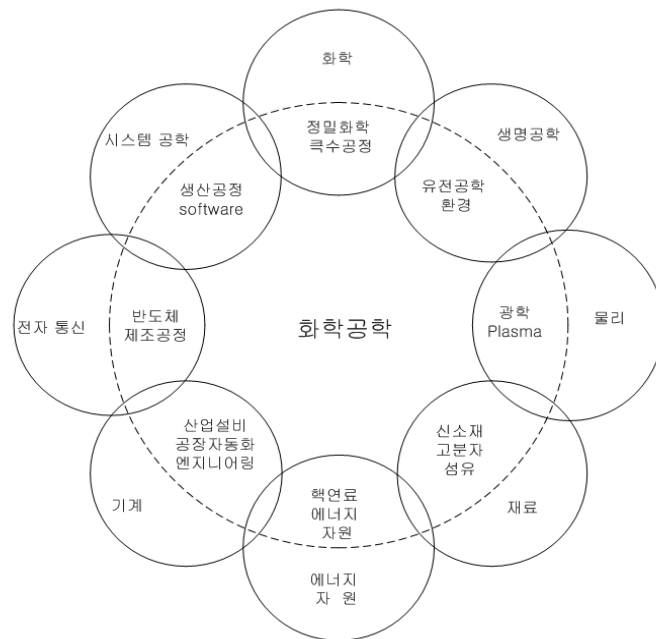 화학
정밀화학
큭수공정
시스템 공학
생산공정
software
생명공학
유전공학
환경
전자 통신
반도체
제조공정
화학공학
광학
Plasma
물리
산업설비
공장자동화
엔지니어링
기계
신소재
고분자
섬유
재료
핵연료
에너지
자원
에너지
자 원